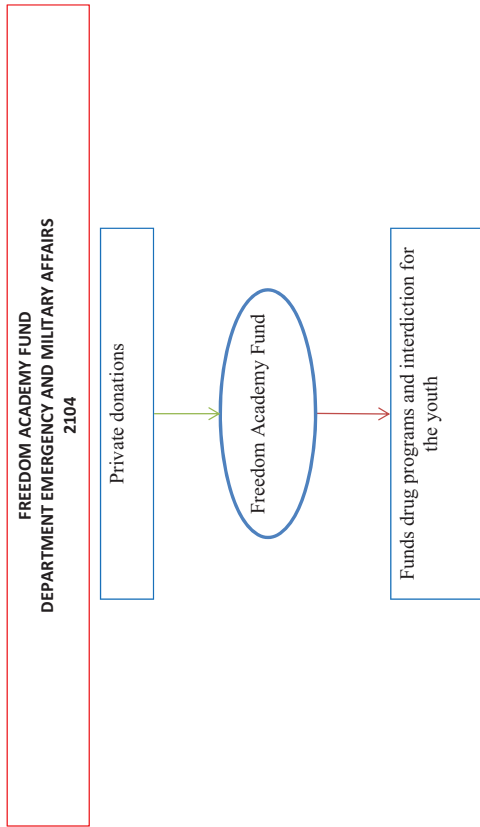 FREEDOM ACADEMY FUND
DEPARTMENT EMERGENCY AND MILITARY AFFAIRS
2104
Private donations
Freedom Academy Fund
Funds drug programs and interdiction for
the youth